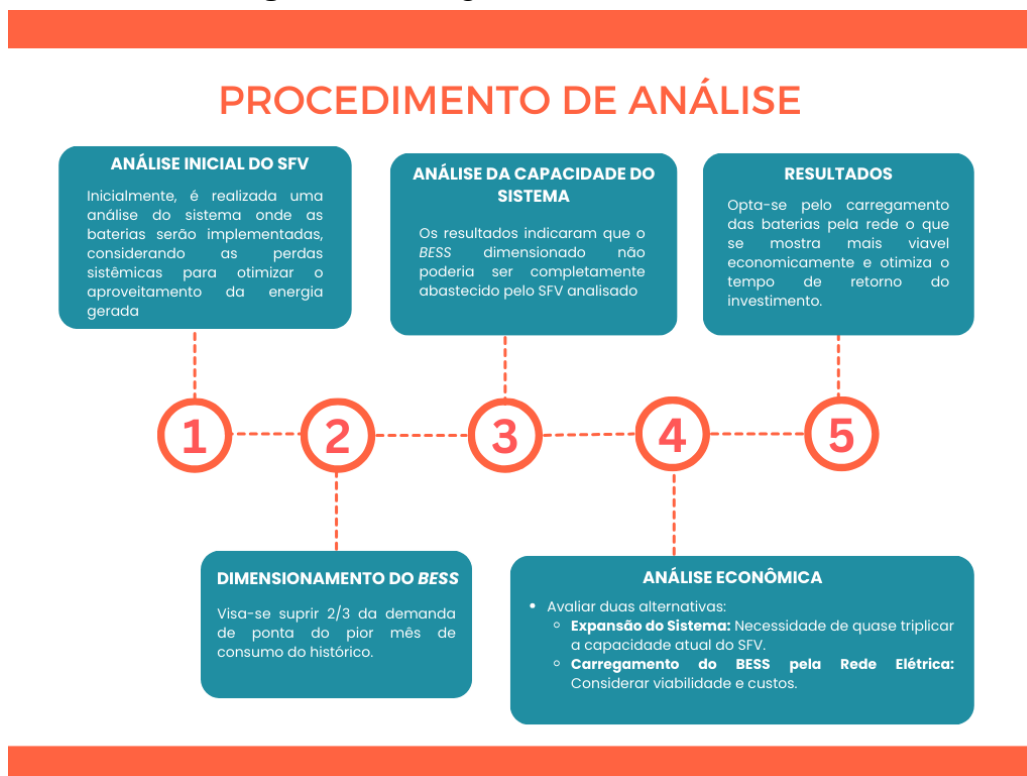 PROCEDIMENTO DE ANÁLISE
ANÁLISE INICIAL DO SFV
Inicialmente, é realizada uma
análise do sistema onde as
baterias serão implementadas,
considerando as perdas
sistêmicas para otimizar o
aproveitamento da energia
gerada
ANÁLISE DA CAPACIDADE DO
SISTEMA
Os resultados indicaram que o
BESS dimensionado não
poderia ser completamente
abastecido pelo SFV analisado
RESULTADOS
Opta-se pelo carregamento
das baterias pela rede o que
se mostra mais viavel
economicamente e otimiza o
tempo de retorno do
investimento.
1
2
3
4
5
DIMENSIONAMENTO DO BESS
Visa-se suprir 2/3 da demanda
de ponta do pior mês de
consumo do histórico.
ANÁLISE ECONÔMICA
• Avaliar duas alternativas:
◦ Expansão do Sistema: Necessidade de quase triplicar
a capacidade atual do SFV.
◦ Carregamento do BESS pela Rede Elétrica:
Considerar viabilidade e custos.